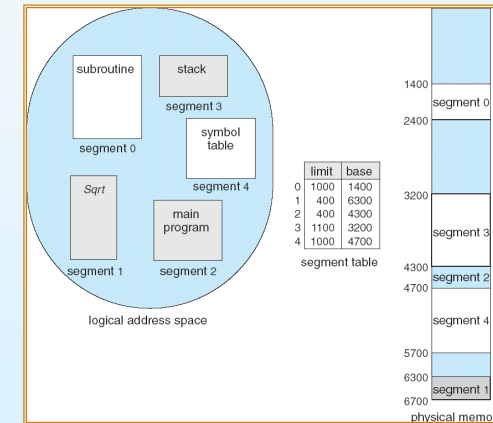 subroutine
segment 0
stack
segment 3
symbol
table
segment 4
Sqrt
segment 1
main
program
segment 2
logical address space
limit base
0 1000 1400
1 400 6300
2 400 4300
3 1100 3200
4 1000 4700
segment table
1400
segment 0
2400
3200
segment 3
4300
segment 2
4700
segment 4
5700
6300
segment 1
6700
physical memo